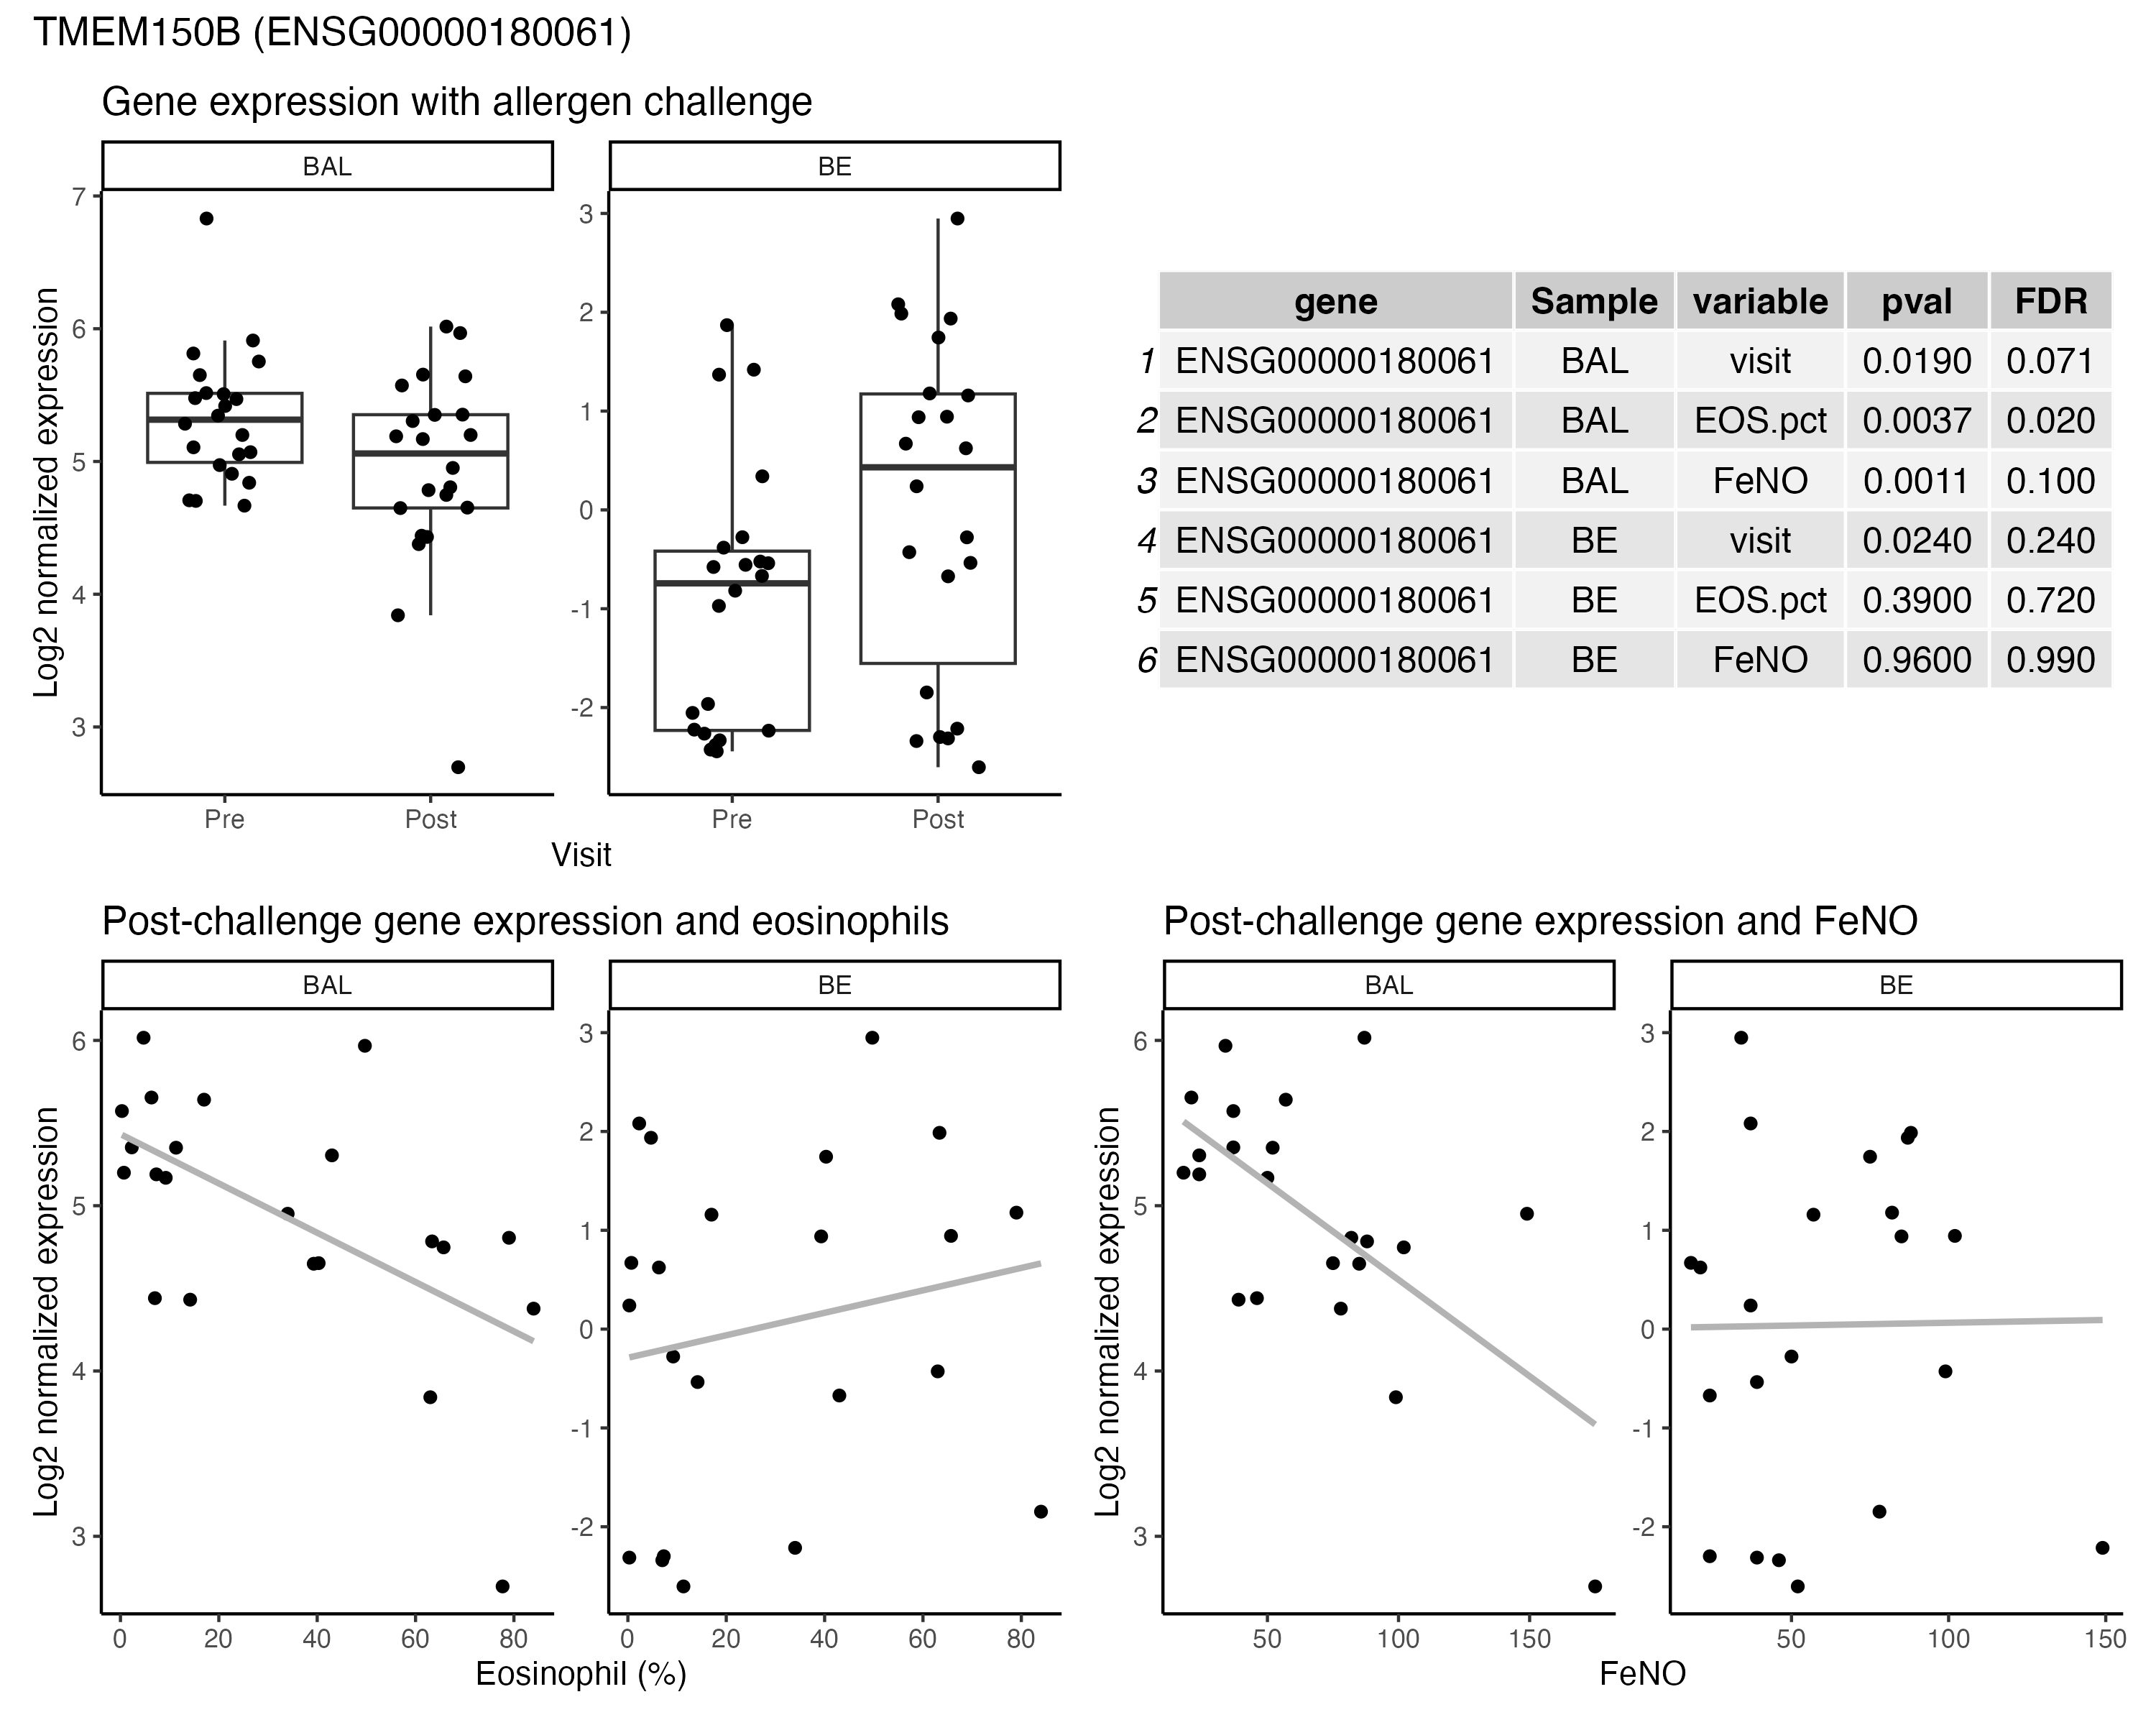 TMEM150B (ENSG00000180061)
Gene expression with allergen challenge
BAL
BE
Log2 normalized expression
7
6
5
4
3
3
2
1
0
-1
-2
Pre
Post
Pre
Post
Visit
gene Sample variable pval FDR
1 ENSG00000180061 BAL visit 0.0190 0.071
2 ENSG00000180061 BAL EOS.pct 0.0037 0.020
3 ENSG00000180061 BAL FeNO 0.0011 0.100
4 ENSG00000180061 BE visit 0.0240 0.240
5 ENSG00000180061 BE EOS.pct 0.3900 0.720
6 ENSG00000180061 BE FeNO 0.9600 0.990
Post-challenge gene expression and eosinophils
BAL
BE
Log2 normalized expression
6
5
4
3
3
2
1
0
-1
-2
0 20 40 60 80
0 20 40 60 80
Eosinophil (%)
Post-challenge gene expression and FeNO
BAL
BE
Log2 normalized expression
6
5
4
3
3
2
1
0
-1
-2
50 100 150
50 100 150
FeNO